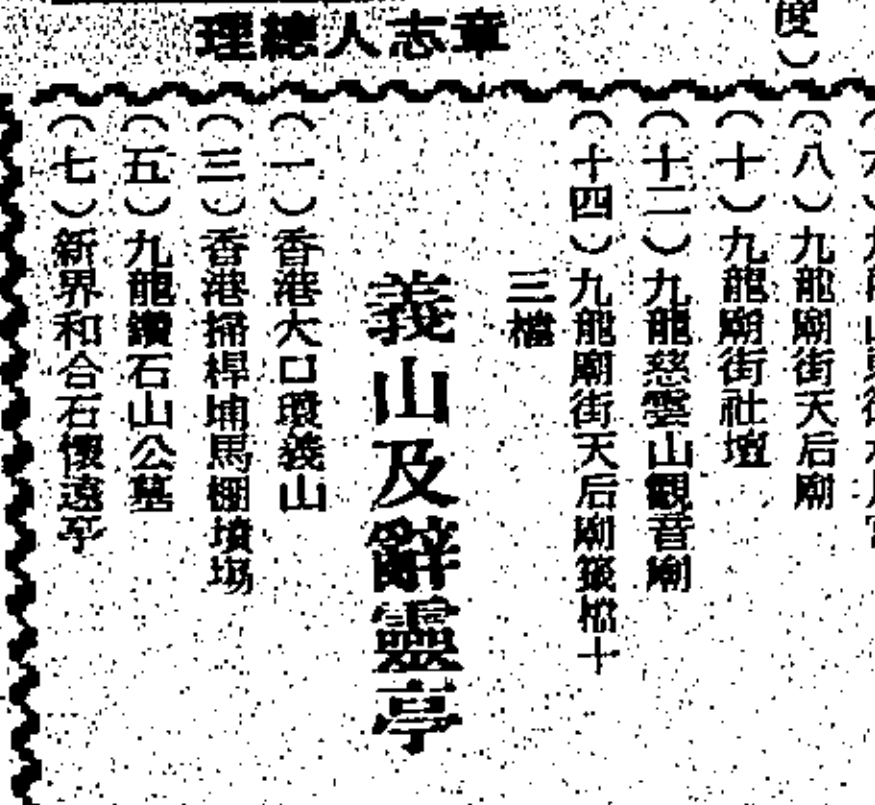 章志人總理
度）
（八）九龍廟街天后廟
（十）九龍廟街社壇
（十二）九龍慈雲山觀音廟
（十四）九龍廟街天后廟籤檔十
三檔
義山及辭靈亭
（一）香港大口環義山
（三）香港掃桿埔馬棚墳場
（五）九龍鑽石山公墓
（七）新界和合石懷遠亭